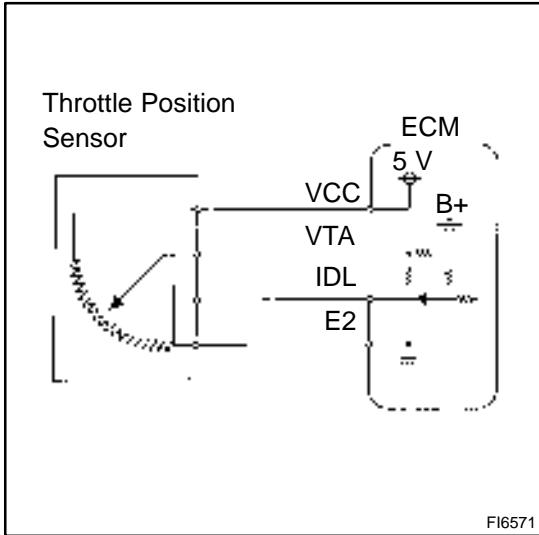 Throttle Position
Sensor
ECM
5 V
VCC
B+
VTA
IDL
E2
FI6571